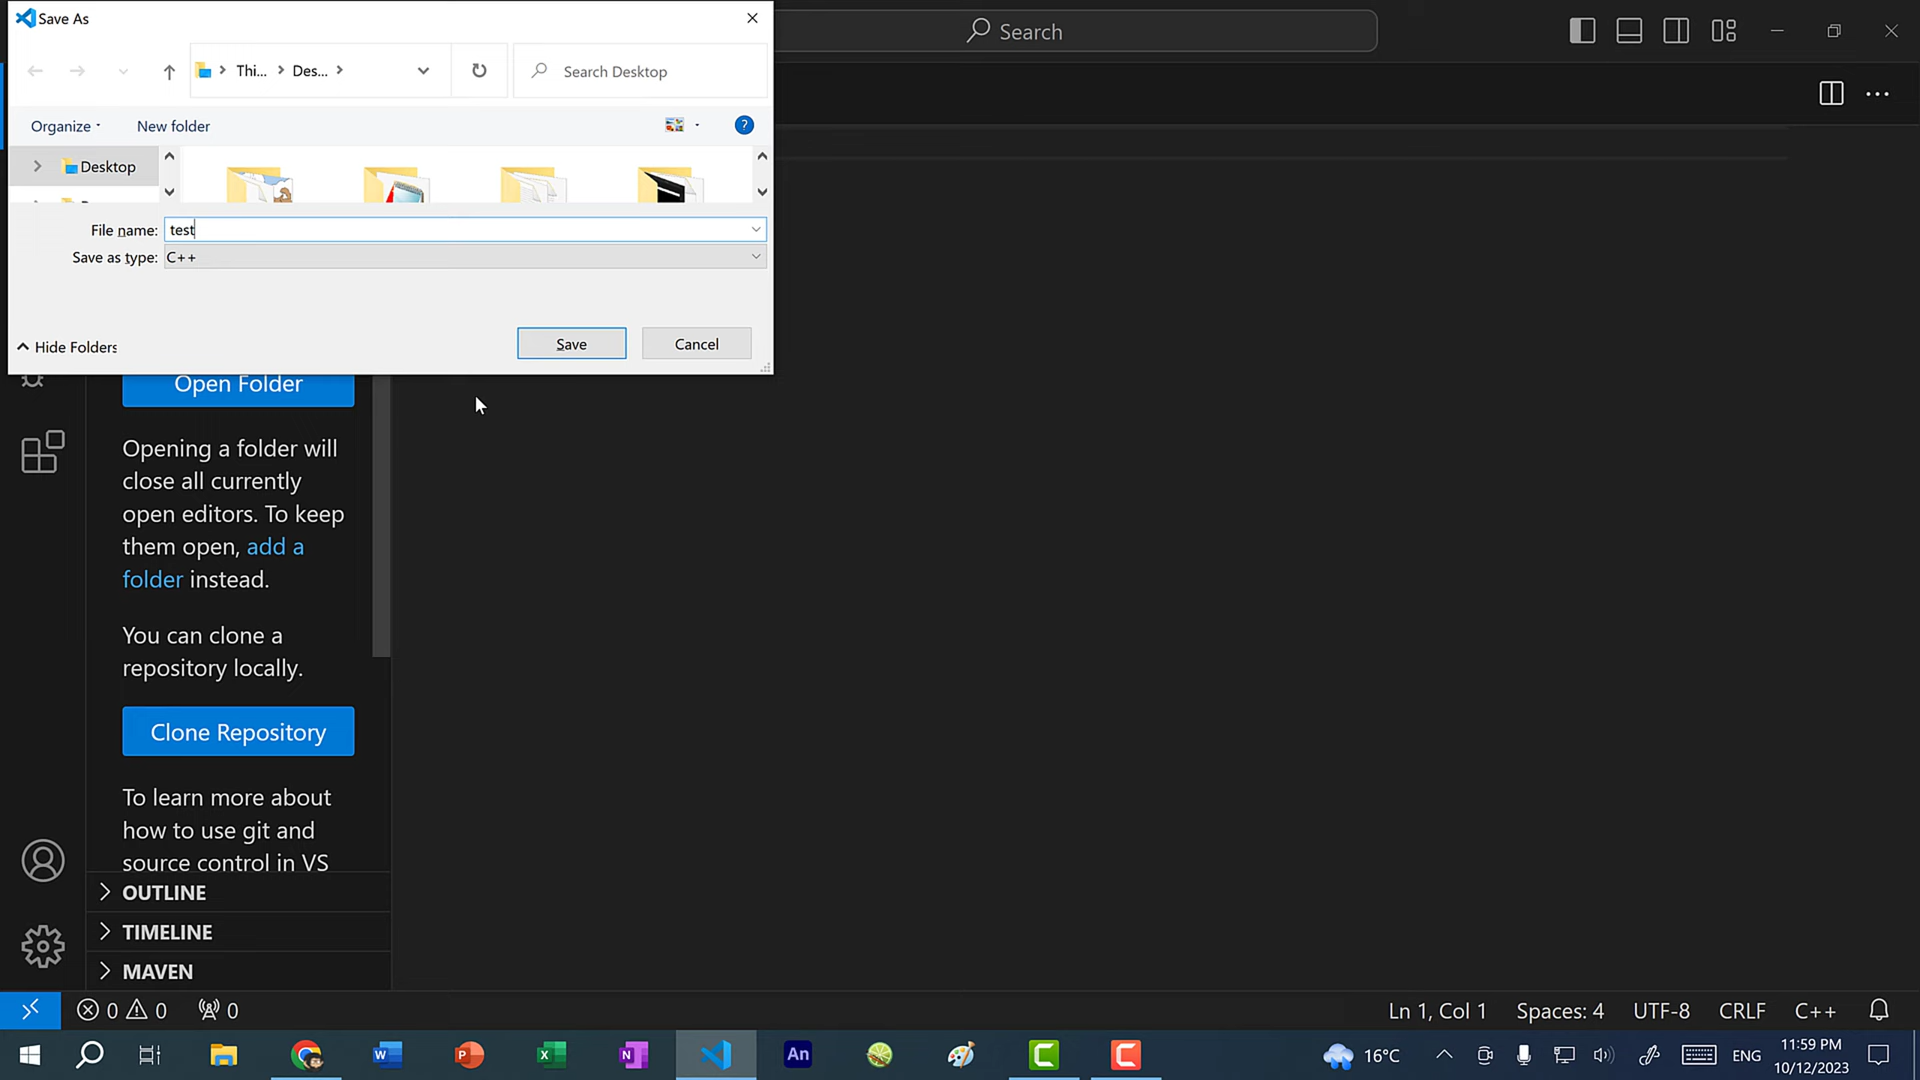 Save As
Search
Thi...
Des...
Search Desktop
Organize
New folder
Desktop
File name:
test
Save as type:
C++
Save
Cancel
Hide Folders
Open Folder
Opening a folder will
close all currently
open editors. To keep
them open, add a
folder instead.
You can clone a
repository locally.
Clone Repository
To learn more about
how to use git and
source control in VS
OUTLINE
TIMELINE
MAVEN
0
0
0
Ln 1, Col 1
Spaces: 4
UTF-8
CRLF
C++
An
16°C
ENG
11:59 PM
10/12/2023